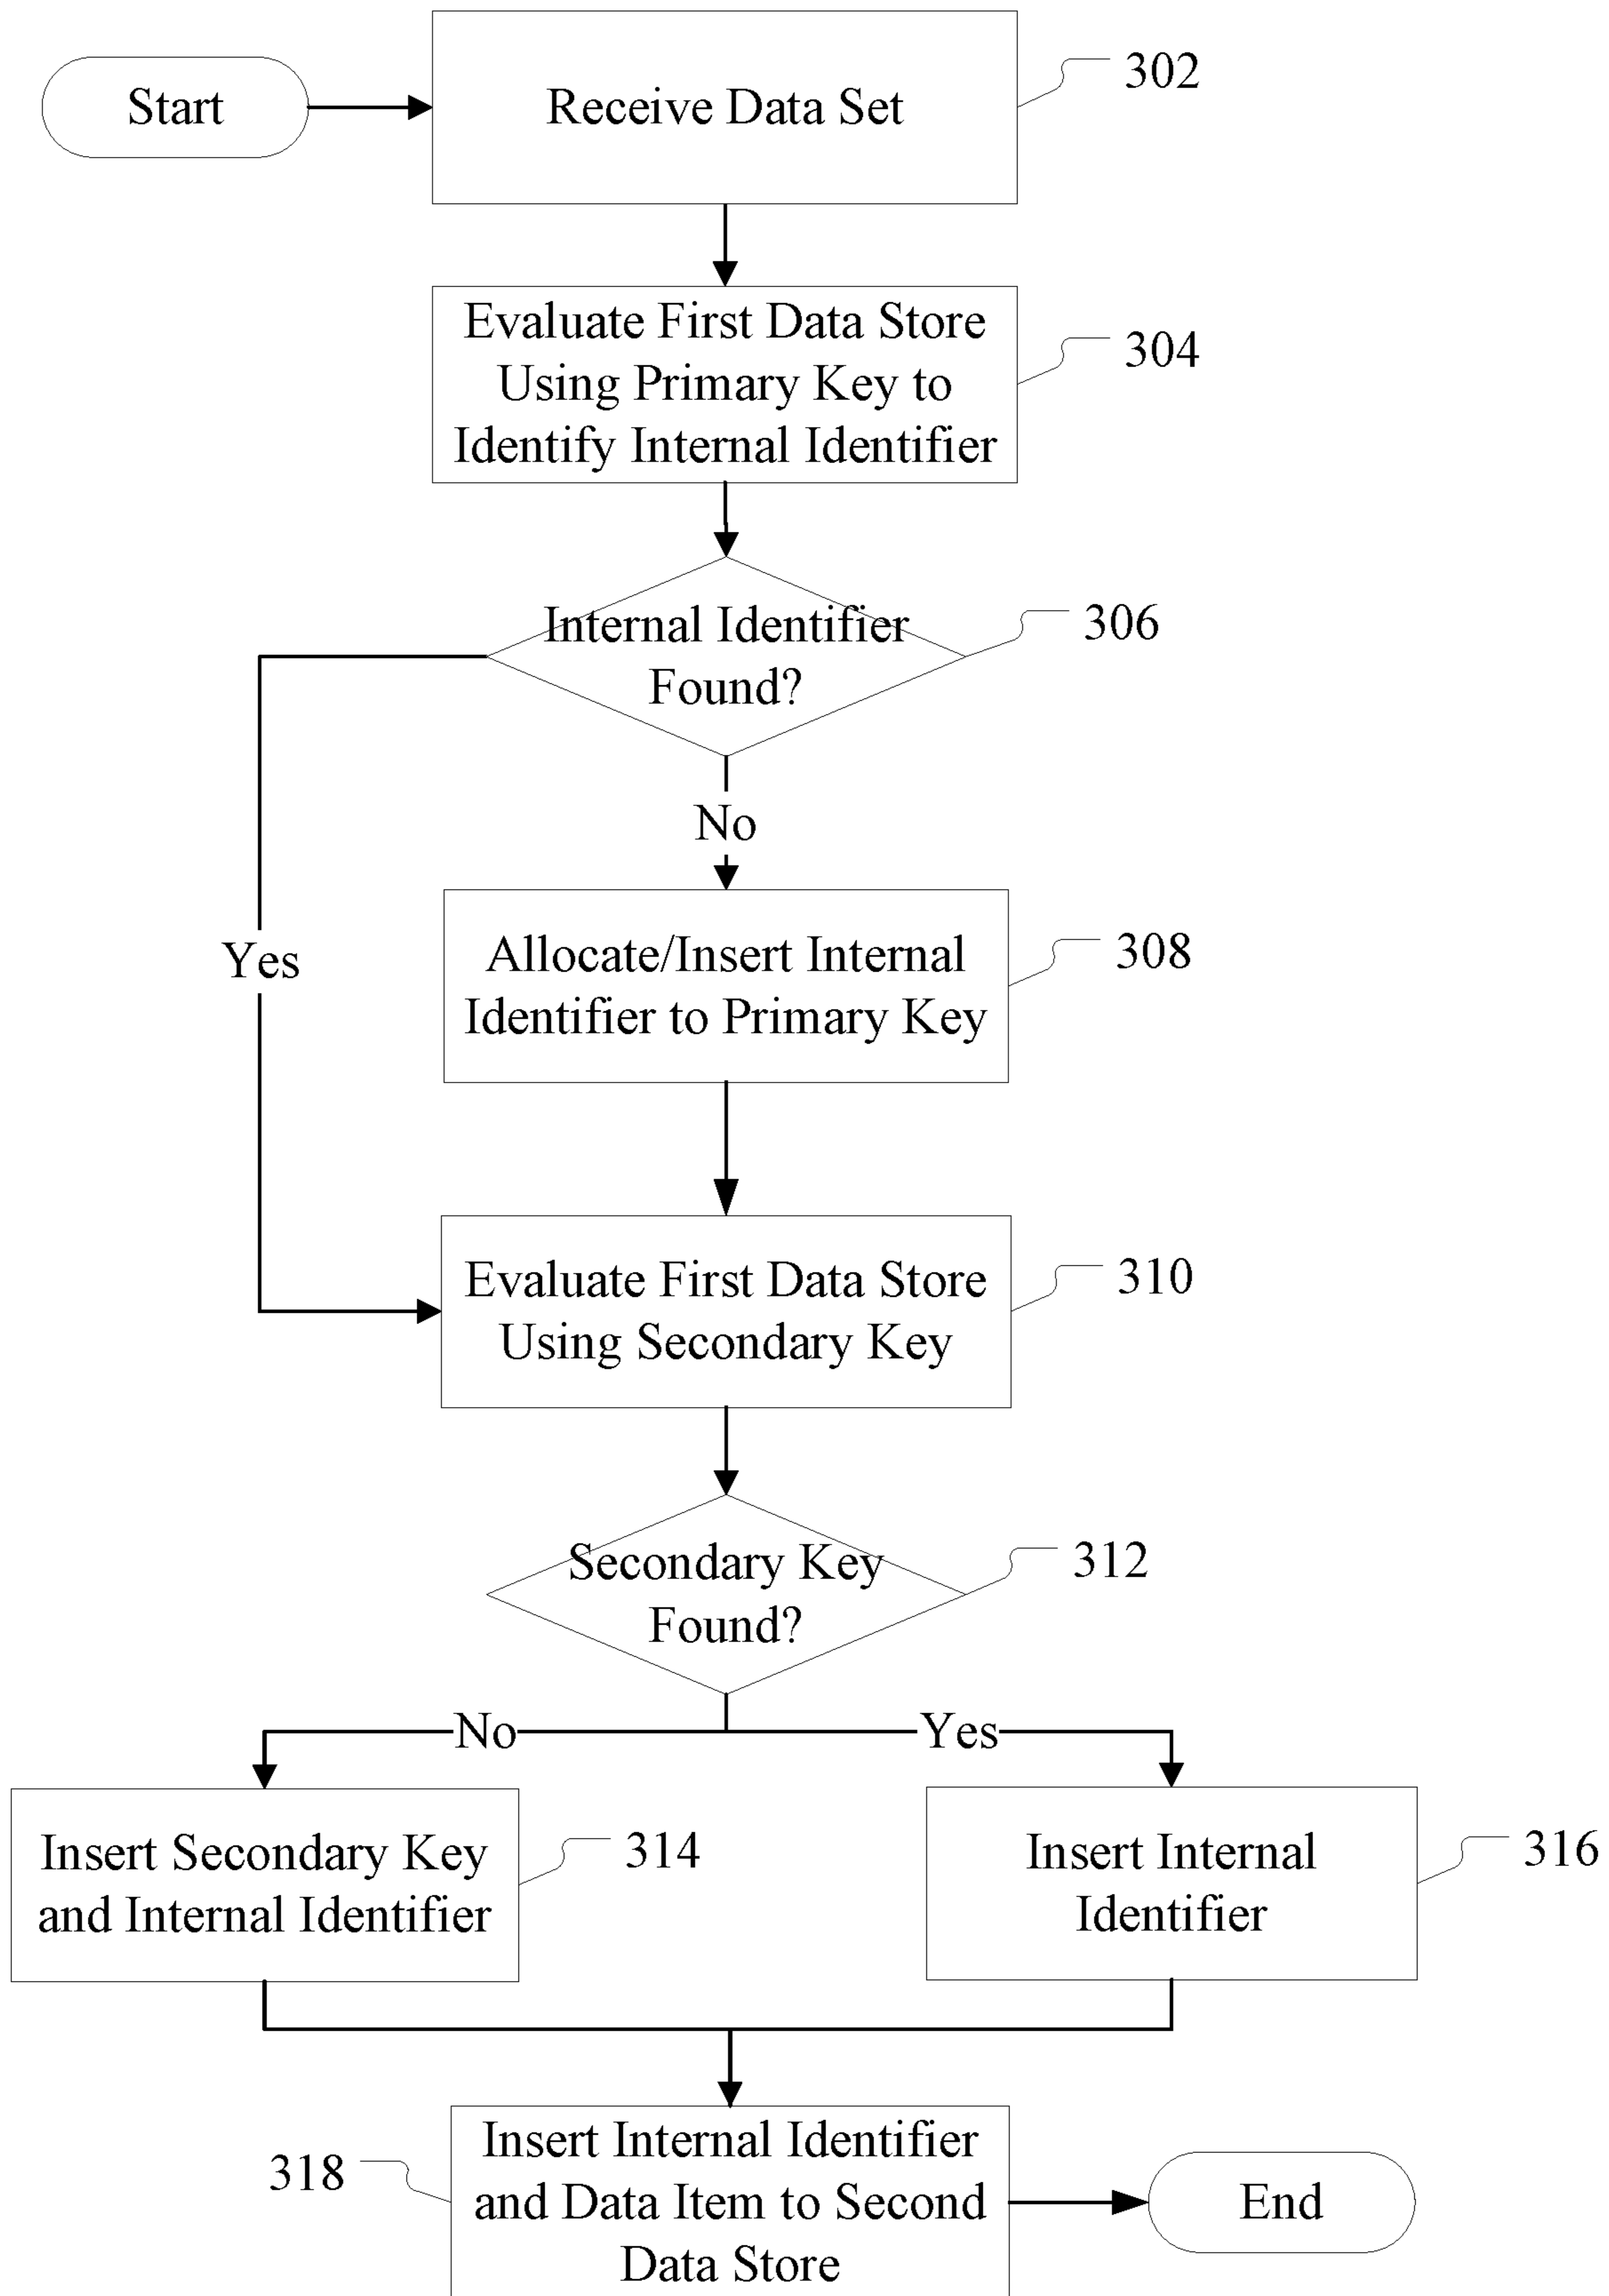 Start
Receive Data Set
302
Evaluate First Data Store
Using Primary Key to
Identify Internal Identifier
304
Internal Identifier
Found?
306
No
Yes
Allocate/Insert Internal
Identifier to Primary Key
308
Evaluate First Data Store
Using Secondary Key
310
Secondary Key
Found?
312
No
Yes
Insert Secondary Key
and Internal Identifier
314
Insert Internal
Identifier
316
318
Insert Internal Identifier
and Data Item to Second
Data Store
End